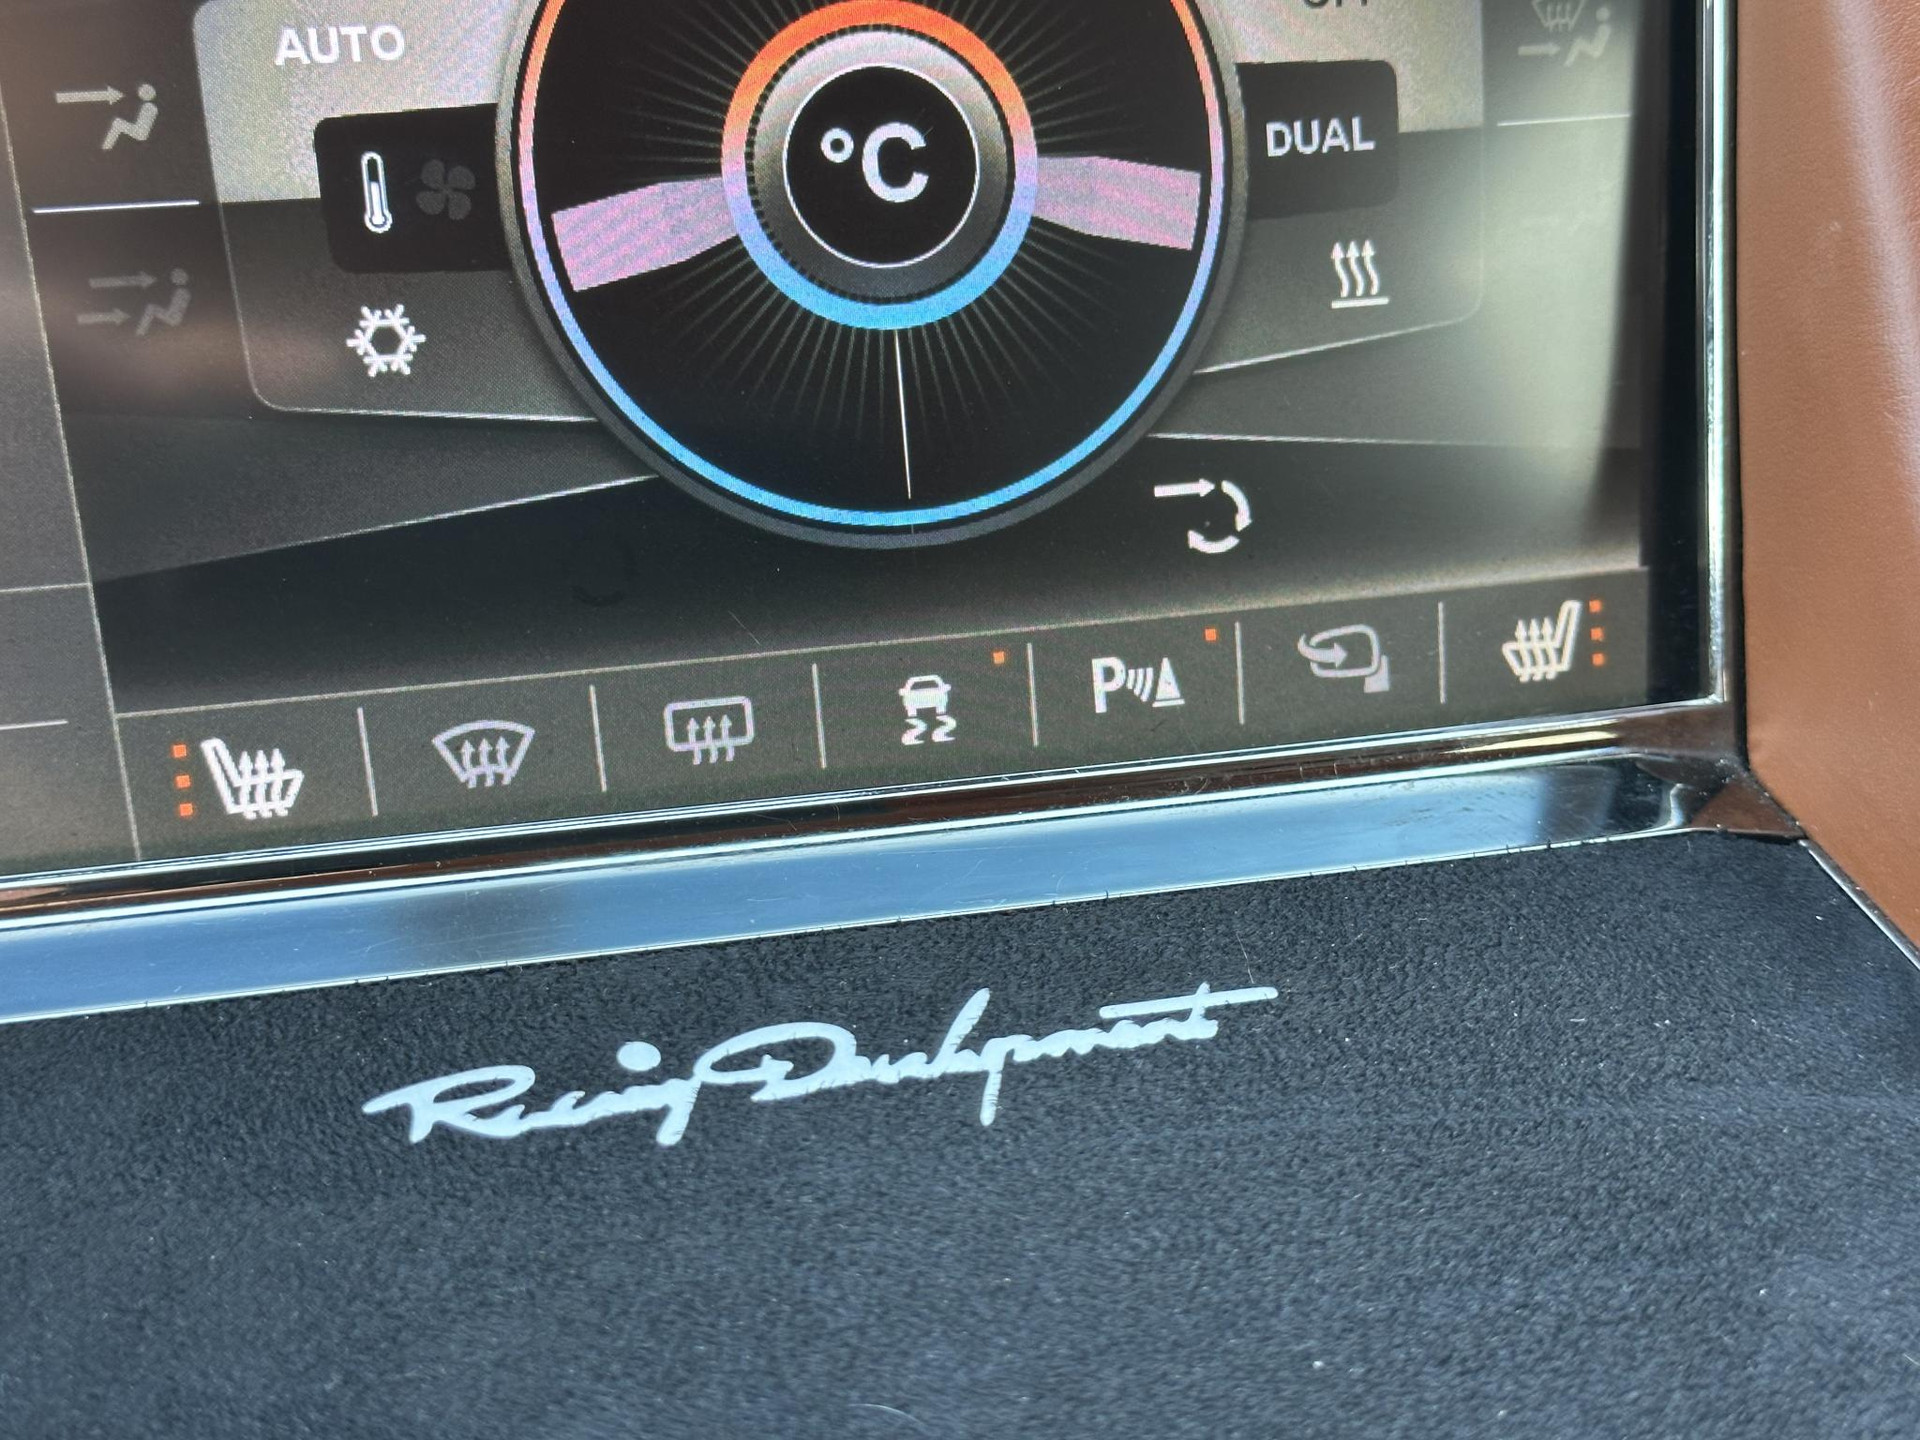 AUTO
°C
DUAL
P
Racing Development